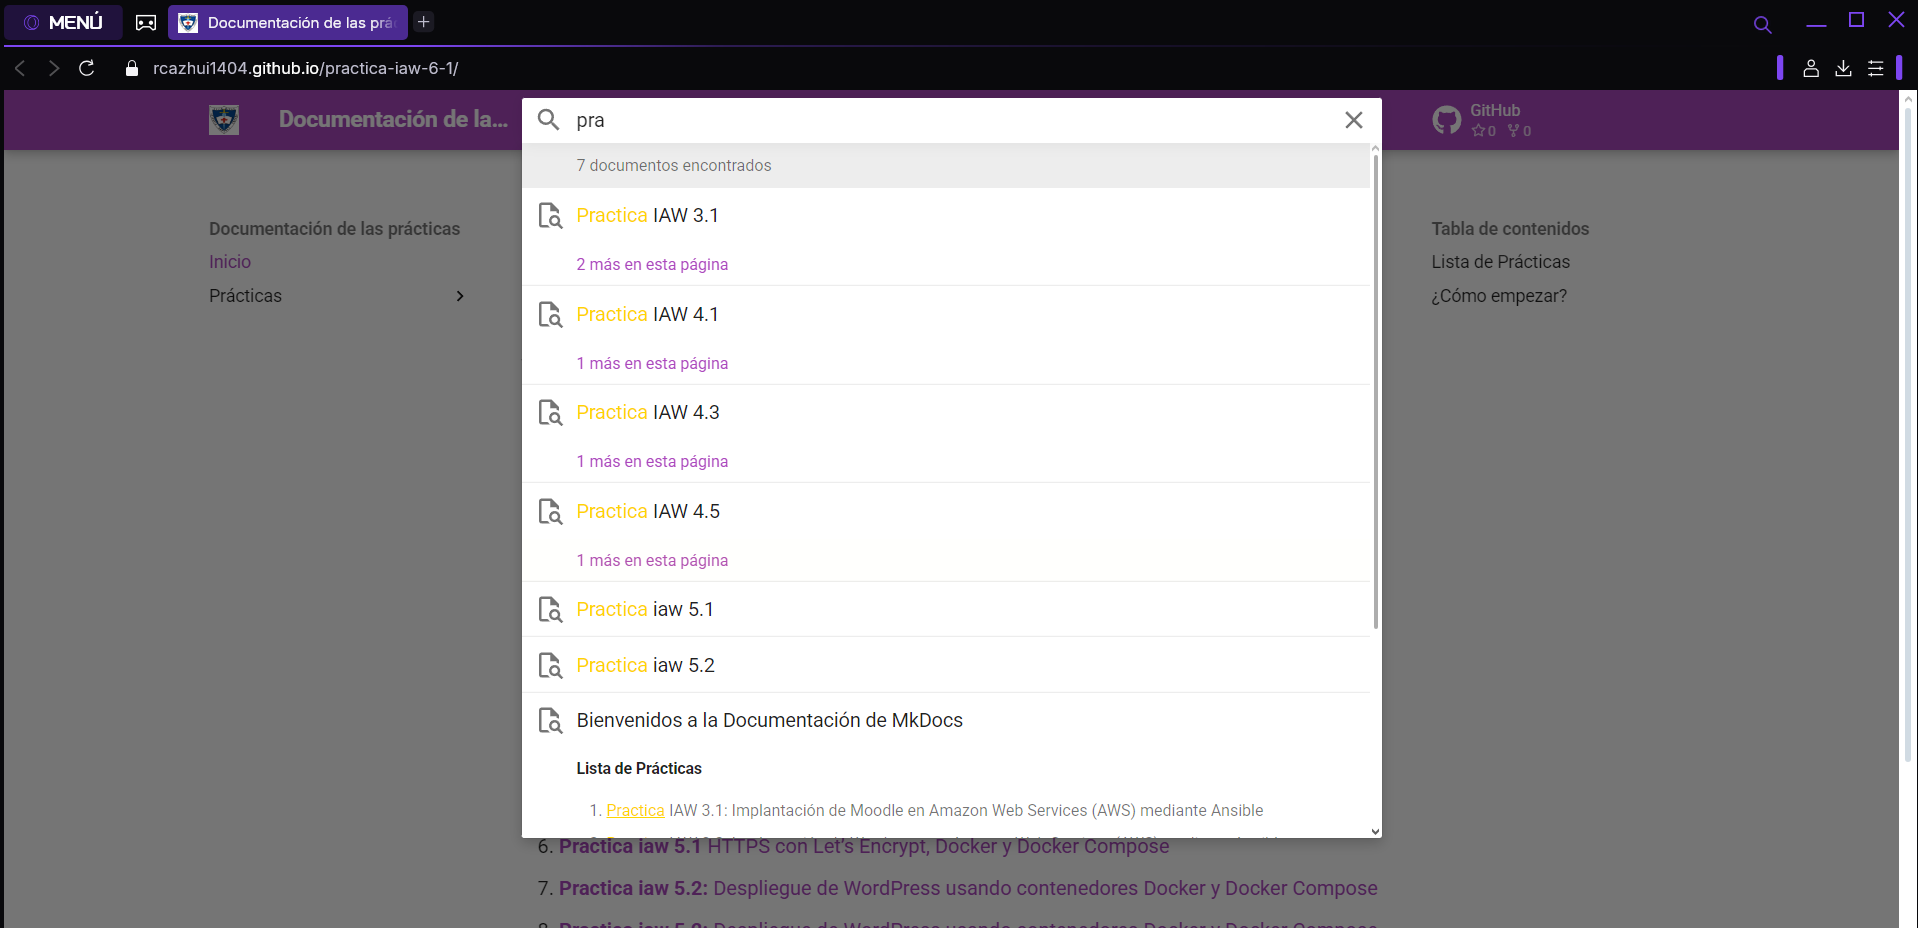 MENÚ
Documentación de las prá
rcazhui1404.github.io/practica-iaw-6-1/
Documentación de la...
pra
GitHub
0 0
7 documentos encontrados
Practica IAW 3.1
2 más en esta página
Practica IAW 4.1
1 más en esta página
Practica IAW 4.3
1 más en esta página
Practica IAW 4.5
1 más en esta página
Practica iaw 5.1
Practica iaw 5.2
Bienvenidos a la Documentación de MkDocs
Lista de Prácticas
1. Practica IAW 3.1: Implantación de Moodle en Amazon Web Services (AWS) mediante Ansible
Documentación de las prácticas
Inicio
Prácticas
Tabla de contenidos
Lista de Prácticas
¿Cómo empezar?
6. Practica iaw 5.1 HTTPS con Let's Encrypt, Docker y Docker Compose
7. Practica iaw 5.2: Despliegue de WordPress usando contenedores Docker y Docker Compose